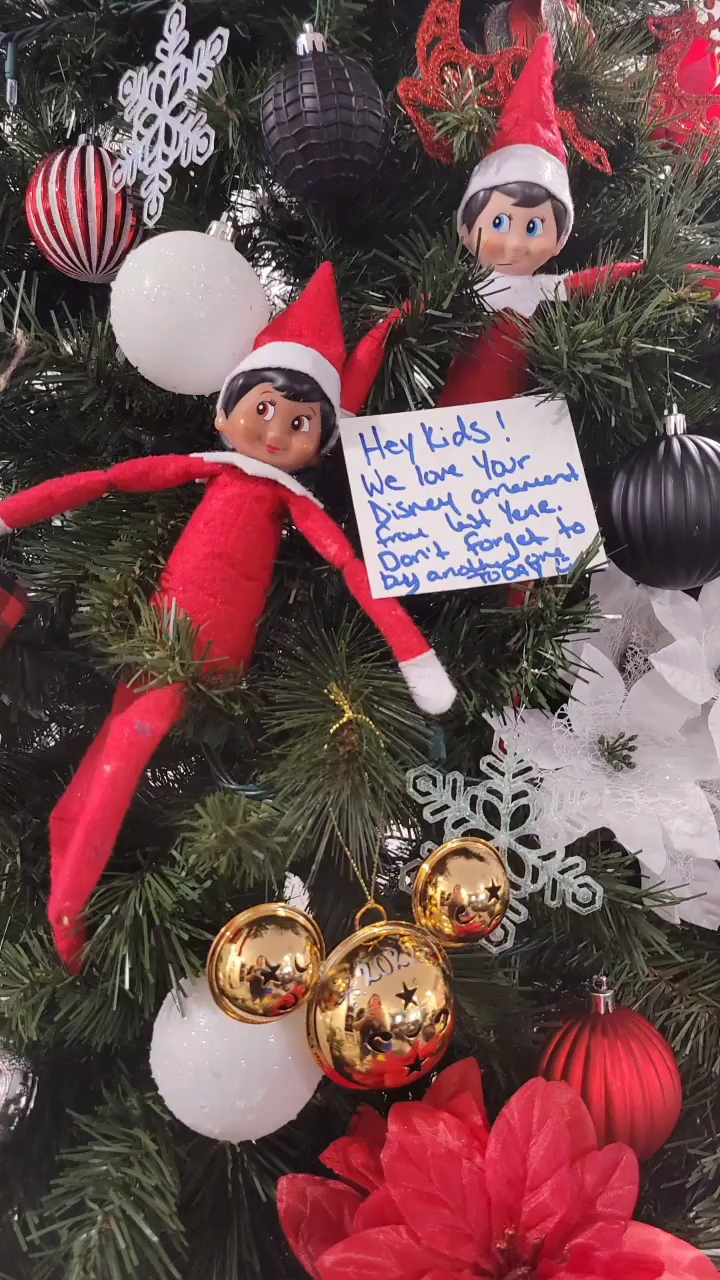 Hey Kids!
We love Your
Disney ornament
from last Year.
Don't forget to
buy another one
TODAY